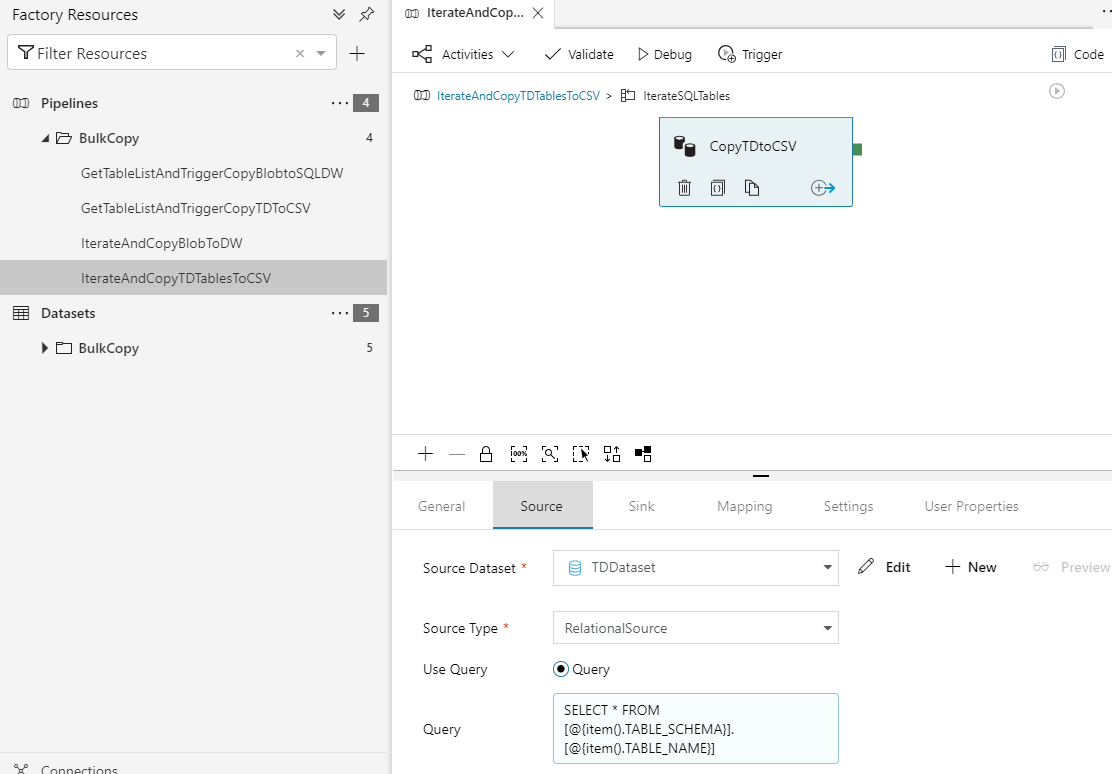 Factory Resources
Filter Resources
Pipelines
4
BulkCopy
4
GetTableListAndTriggerCopyBlobtoSQLDW
GetTableListAndTriggerCopyTDToCSV
IterateAndCopyBlobToDW
IterateAndCopyTDTablesToCSV
Datasets
5
BulkCopy
5
Connections
IterateAndCop...
Activities
Validate
Debug
Trigger
Code
IterateAndCopyTDTablesToCSV > IterateSQLTables
CopyTDtoCSV
100%
General
Source
Sink
Mapping
Settings
User Properties
Source Dataset *
TDDataset
Edit
New
Preview
Source Type *
RelationalSource
Use Query
Query
Query
SELECT * FROM
[@{item().TABLE_SCHEMA}].
[@{item().TABLE_NAME}]